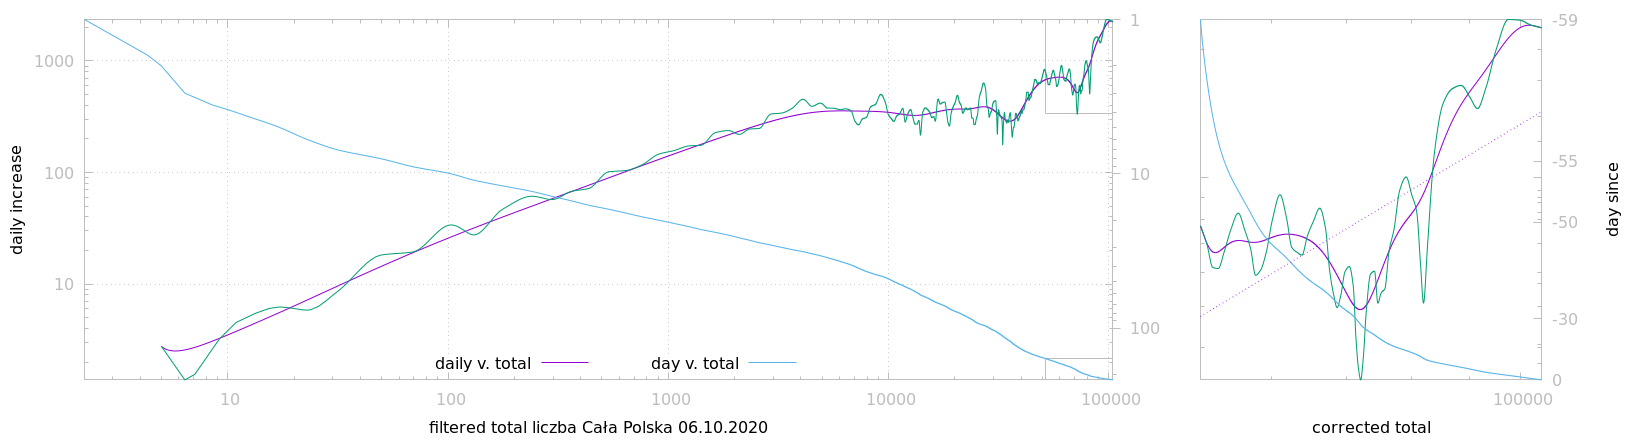 daily increase
1000
100
10
1
10
100
daily v. total
day v. total
10
100
1000
10000
100000
filtered total liczba Cała Polska 06.10.2020
-59
-55
-50
-30
0
day since
100000
corrected total